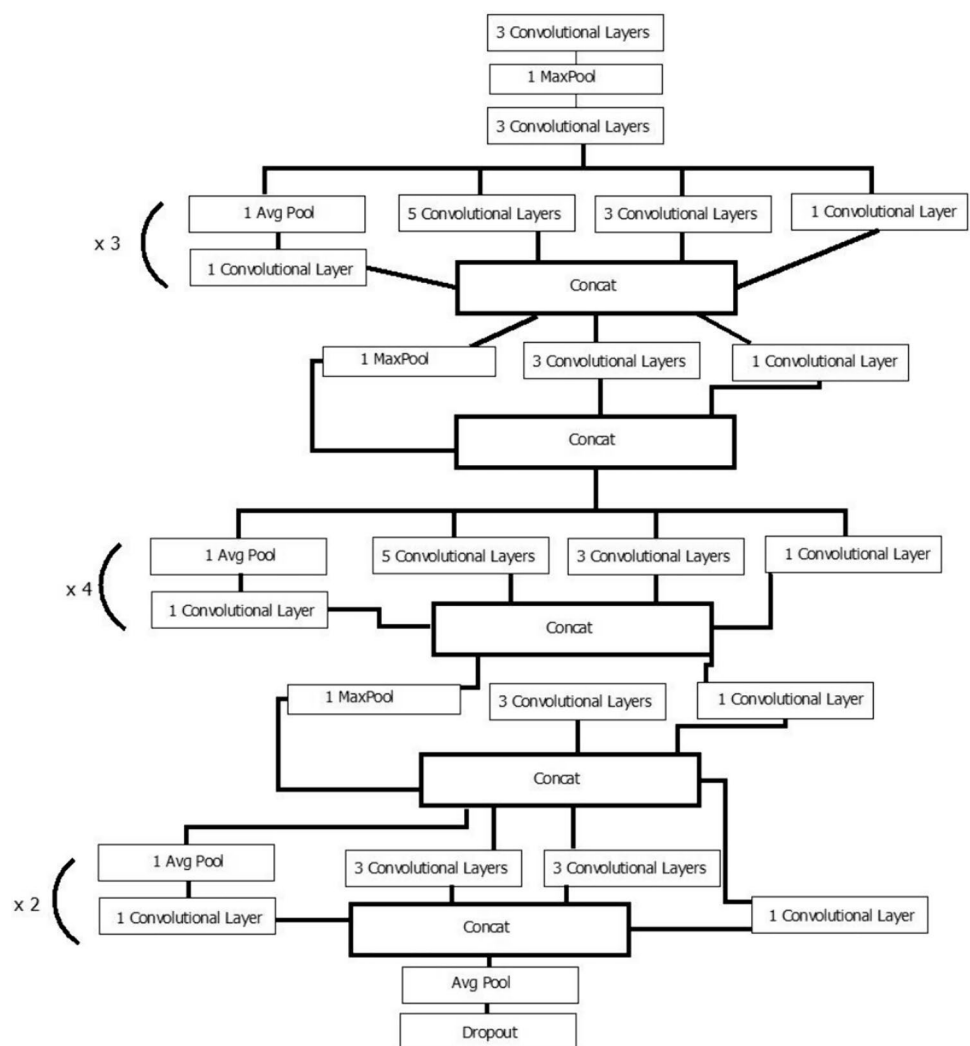 3 Convolutional Layers
1 MaxPool
3 Convolutional Layers
x 3
1 Avg Pool
5 Convolutional Layers
3 Convolutional Layers
1 Convolutional Layer
1 Convolutional Layer
Concat
1 MaxPool
3 Convolutional Layers
1 Convolutional Layer
Concat
x 4
1 Avg Pool
5 Convolutional Layers
3 Convolutional Layers
1 Convolutional Layer
1 Convolutional Layer
Concat
1 MaxPool
3 Convolutional Layers
1 Convolutional Layer
Concat
x 2
1 Avg Pool
3 Convolutional Layers
3 Convolutional Layers
1 Convolutional Layer
1 Convolutional Layer
Concat
Avg Pool
Dropout